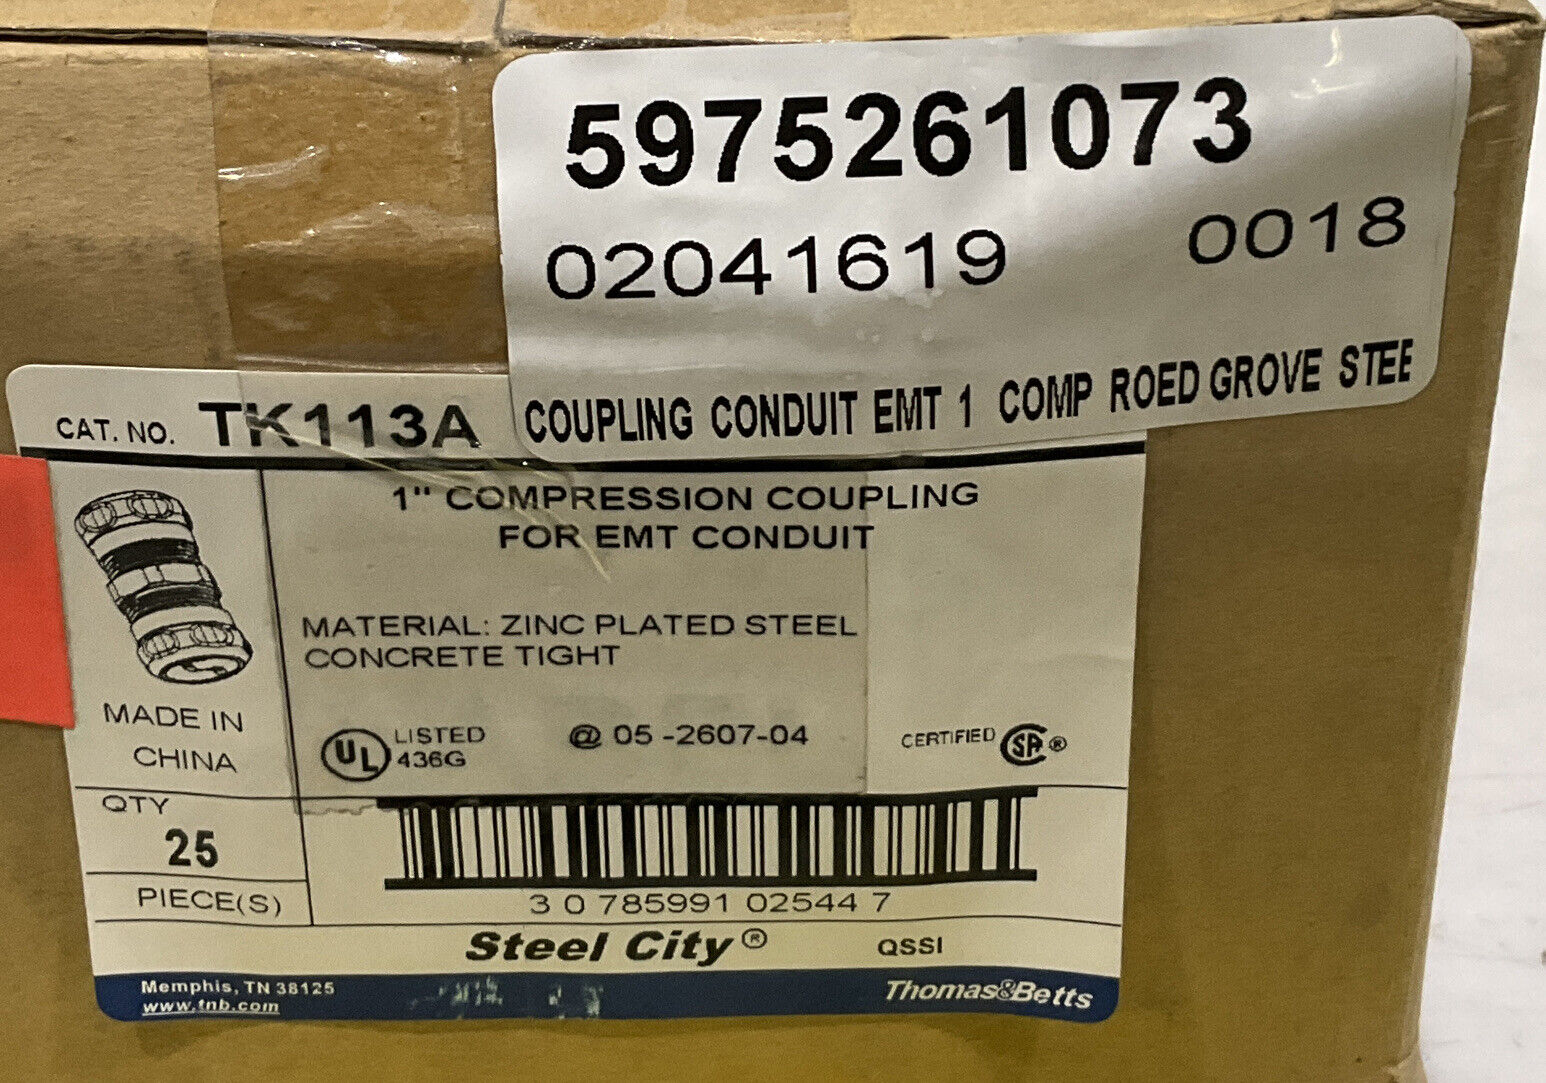 5975261073
02041619 0018
COUPLING CONDUIT EMT 1 COMP ROED GROVE STEE
CAT. NO. TK113A
1" COMPRESSION COUPLING
FOR EMT CONDUIT
MATERIAL: ZINC PLATED STEEL
CONCRETE TIGHT
MADE IN
CHINA
UL LISTED
436G
@ 05 -2607-04
CERTIFIED SA ®
QTY
25
PIECE(S)
3 0 785991 02544 7
Steel City® QSSI
Memphis, TN 38125
www.tnb.com
Thomas&Betts